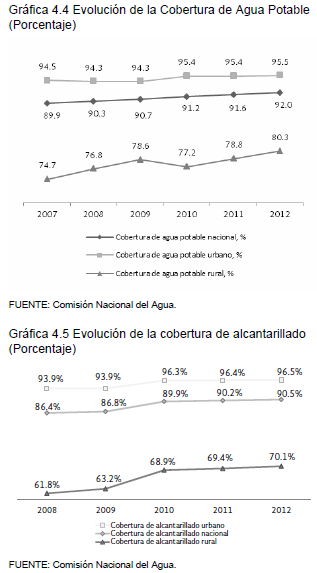 Gráfica 4.4 Evolución de la Cobertura de Agua Potable
(Porcentaje)
94.5 94.3 94.3 95.4 95.4 95.5
89.9 90.3 90.7 91.2 91.6 92.0
74.7 76.8 78.6 77.2 78.8 80.3
2007 2008 2009 2010 2011 2012
Cobertura de agua potable nacional, %
Cobertura de agua potable urbano, %
Cobertura de agua potable rural, %
FUENTE: Comisión Nacional del Agua.
Gráfica 4.5 Evolución de la cobertura de alcantarillado
(Porcentaje)
93.9% 93.9% 96.3% 96.4% 96.5%
86.4% 86.8% 89.9% 90.2% 90.5%
61.8% 63.2% 68.9% 69.4% 70.1%
2008 2009 2010 2011 2012
Cobertura de alcantarillado urbano
Cobertura de alcantarillado nacional
Cobertura de alcantarillado rural
FUENTE: Comisión Nacional del Agua.